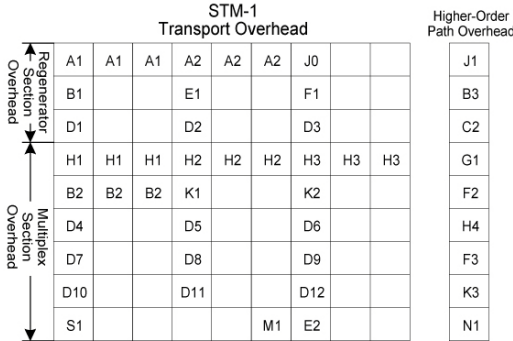 STM-1
Transport Overhead
Higher-Order
Path Overhead
Regenerator
Section
Overhead
A1 A1 A1 A2 A2 A2 J0
J1
B1 E1 F1
B3
D1 D2 D3
C2
Multiplex
Section
Overhead
H1 H1 H1 H2 H2 H2 H3 H3 H3
G1
B2 B2 B2 K1 K2
F2
D4 D5 D6
H4
D7 D8 D9
F3
D10 D11 D12
K3
S1 M1 E2
N1